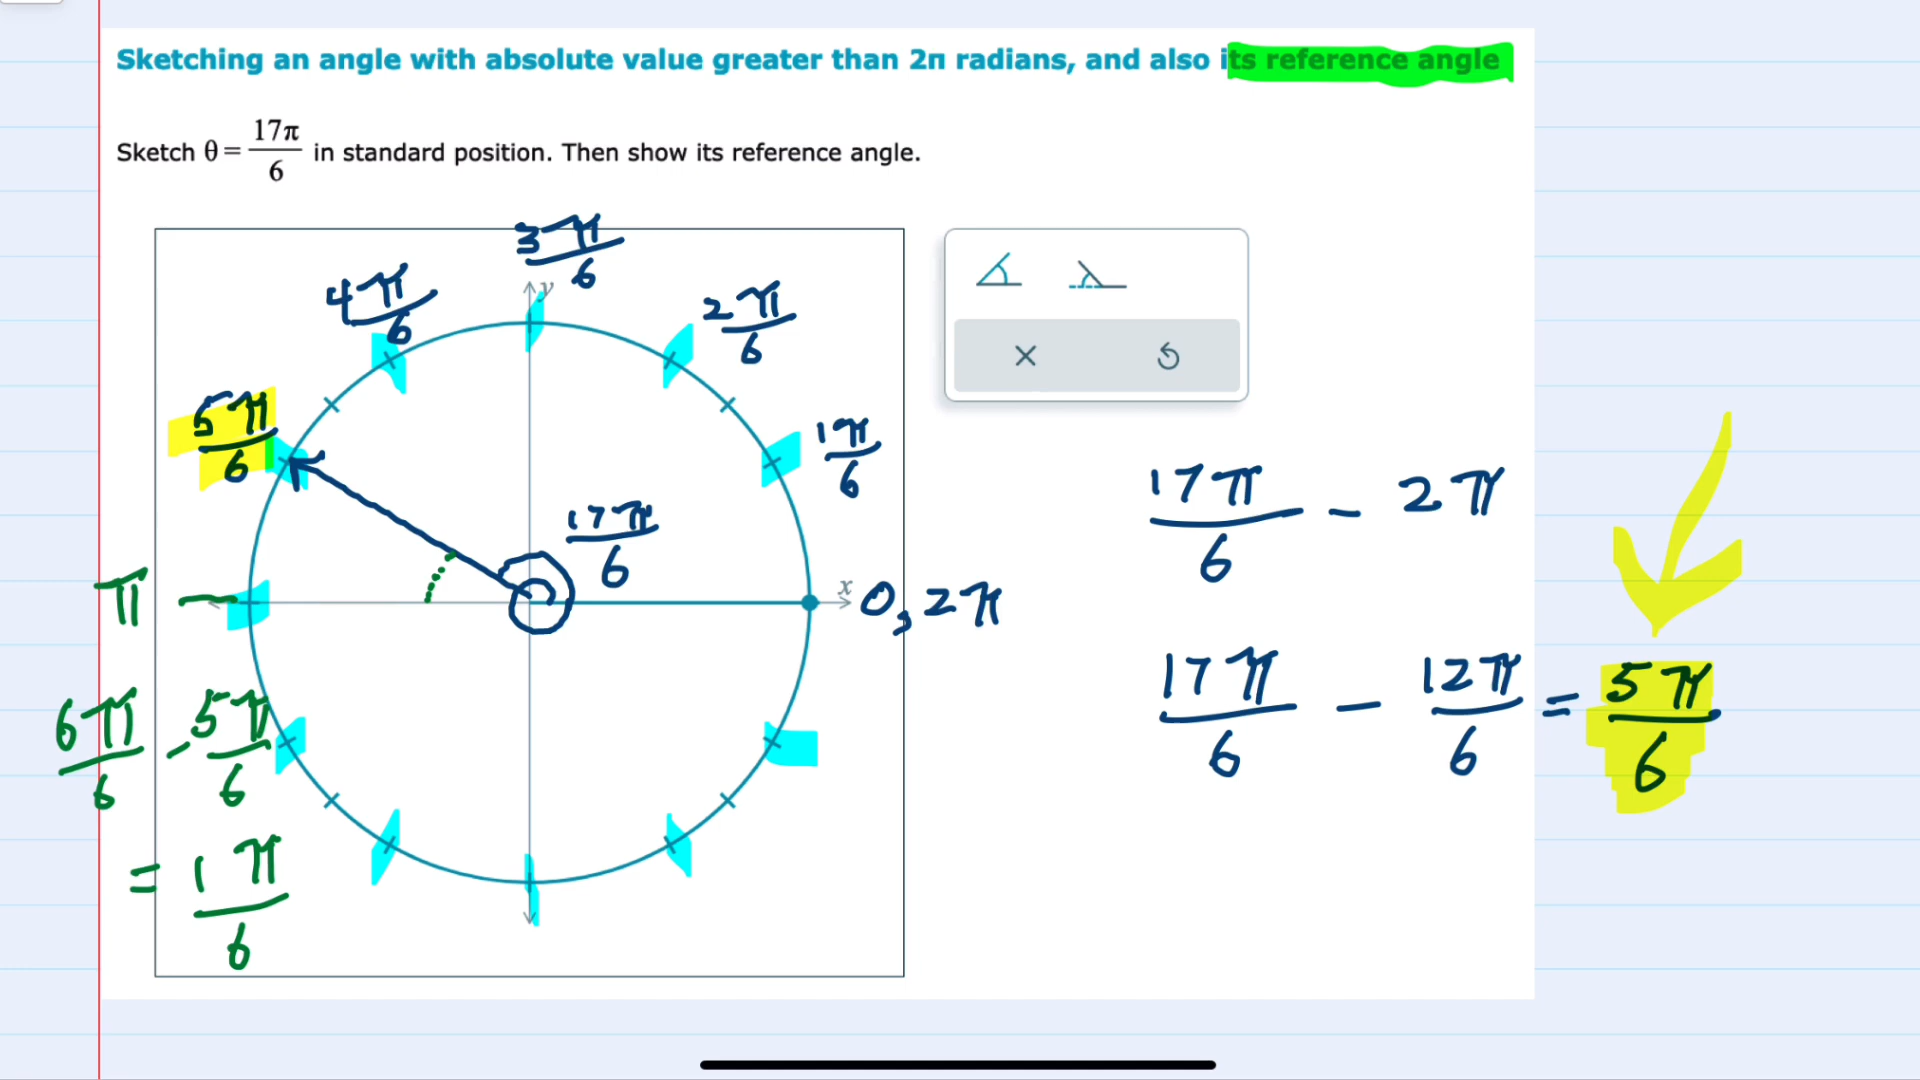 Sketching an angle with absolute value greater than 2π radians, and also its reference angle
Sketch θ = 17π/6 in standard position. Then show its reference angle.
3π/6
y
4π/6
2π/6
5π/6
1π/6
17π/6
17π/6 - 2π
π
x
0, 2π
17π/6 - 12π/6 = 5π/6
6π/6 - 5π/6
= 1π/6